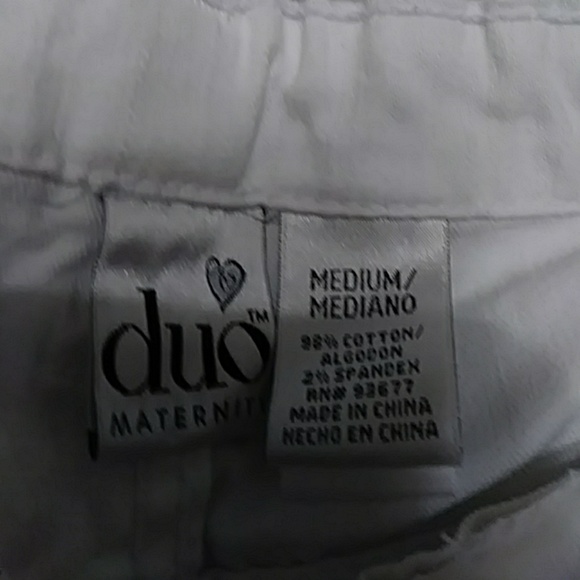 duo™
MATERNIT
MEDIUM/
MEDIANO
98% COTTON/
ALGODON
2% SPANDEX
RN# 93677
MADE IN CHINA
HECHO EN CHINA